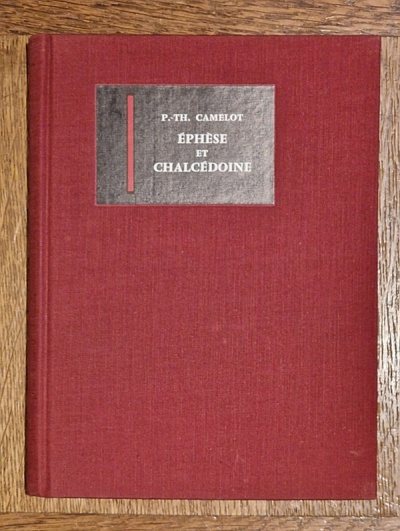 P.-TH. CAMELOT
ÉPHÈSE
ET
CHALCÉDOINE